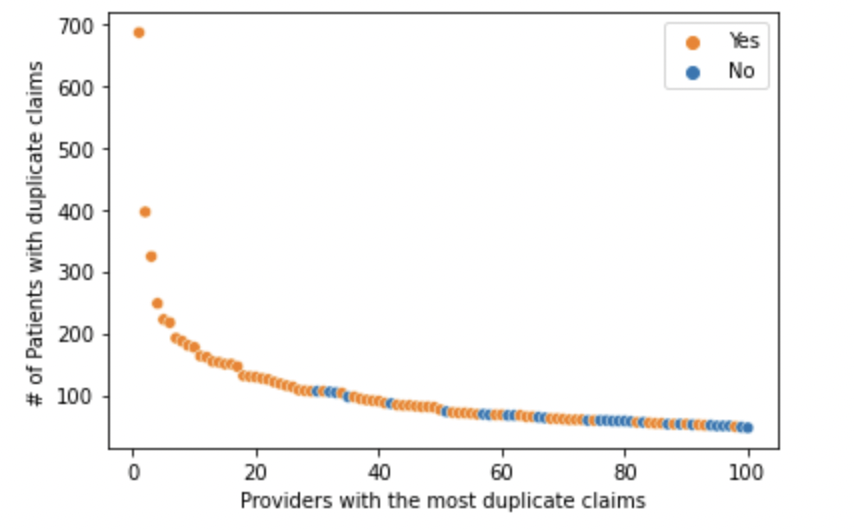 700
600
500
400
300
200
100
# of Patients with duplicate claims
Yes
No
0 20 40 60 80 100
Providers with the most duplicate claims